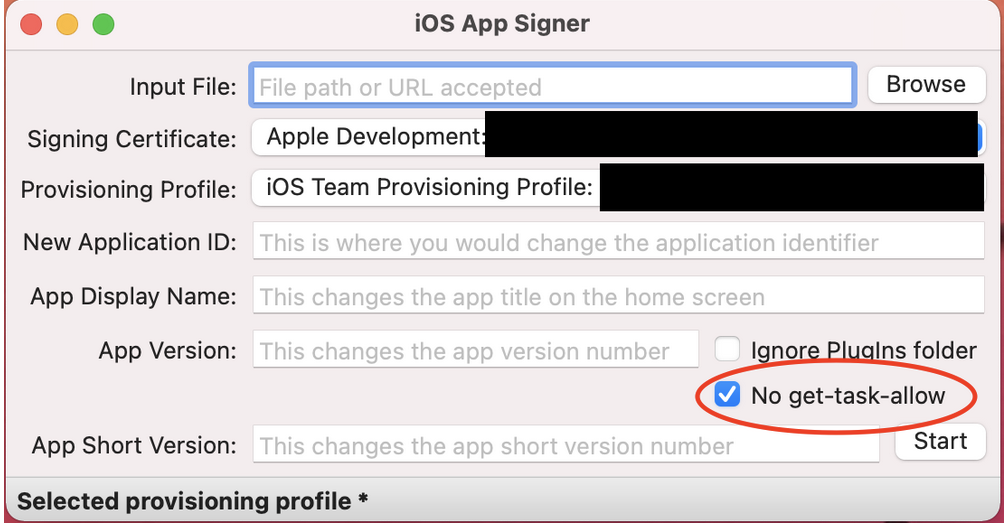 iOS App Signer
Input File: File path or URL accepted Browse
Signing Certificate: Apple Development:
Provisioning Profile: iOS Team Provisioning Profile:
New Application ID: This is where you would change the application identifier
App Display Name: This changes the app title on the home screen
App Version: This changes the app version number Ignore PlugIns folder
No get-task-allow
App Short Version: This changes the app short version number Start
Selected provisioning profile *